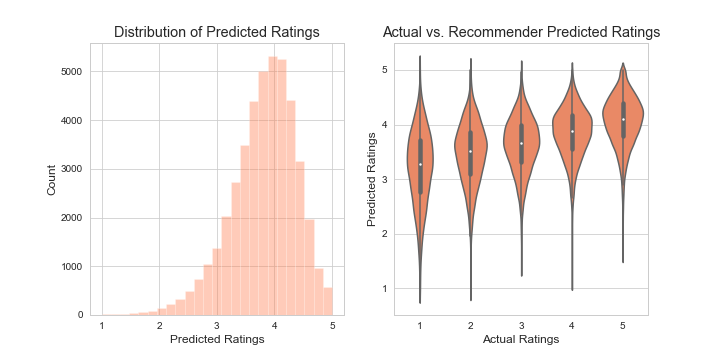 Distribution of Predicted Ratings
Count
5000
4000
3000
2000
1000
0
1 2 3 4 5
Predicted Ratings
Actual vs. Recommender Predicted Ratings
Predicted Ratings
5
4
3
2
1
1 2 3 4 5
Actual Ratings